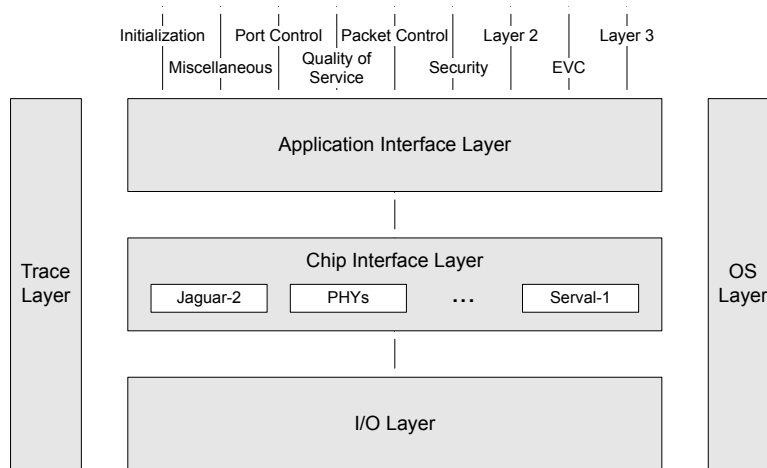 Initialization Port Control Packet Control Layer 2 Layer 3
Miscellaneous Quality of Service Security EVC
Application Interface Layer
Trace Layer
Chip Interface Layer
Jaguar-2 PHYs ... Serval-1
OS Layer
I/O Layer